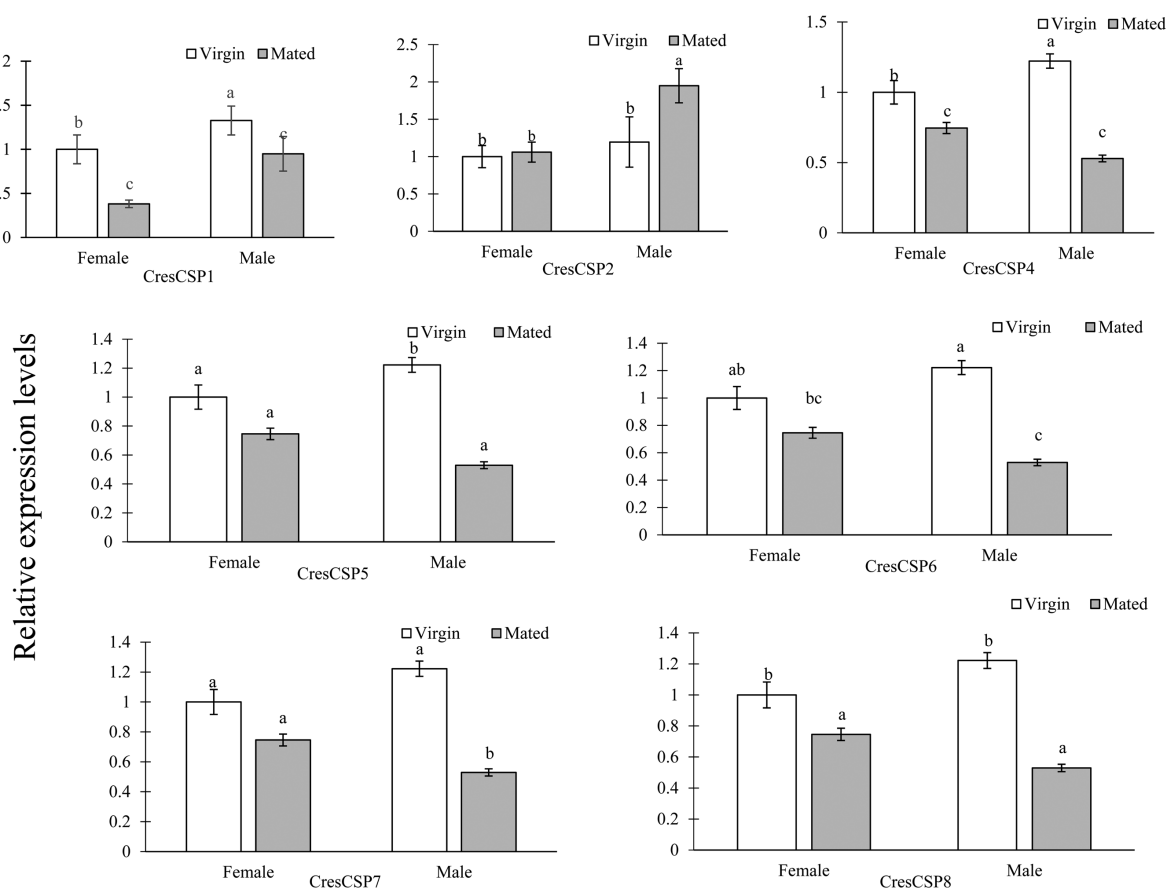 Virgin Mated
2
.5
1
.5
0
b
c
a
c
Female Male
CresCSP1
Virgin Mated
2.5
2
1.5
1
0.5
0
b
b
b
a
Female Male
CresCSP2
Virgin Mated
1.5
1
0.5
0
b
c
a
c
Female Male
CresCSP4
Relative expression levels
Virgin Mated
1.4
1.2
1
0.8
0.6
0.4
0.2
0
a
a
b
a
Female Male
CresCSP5
Virgin Mated
1.4
1.2
1
0.8
0.6
0.4
0.2
0
ab
bc
a
c
Female Male
CresCSP6
Virgin Mated
1.4
1.2
1
0.8
0.6
0.4
0.2
0
a
a
a
b
Female Male
CresCSP7
Virgin Mated
1.4
1.2
1
0.8
0.6
0.4
0.2
0
b
a
b
a
Female Male
CresCSP8